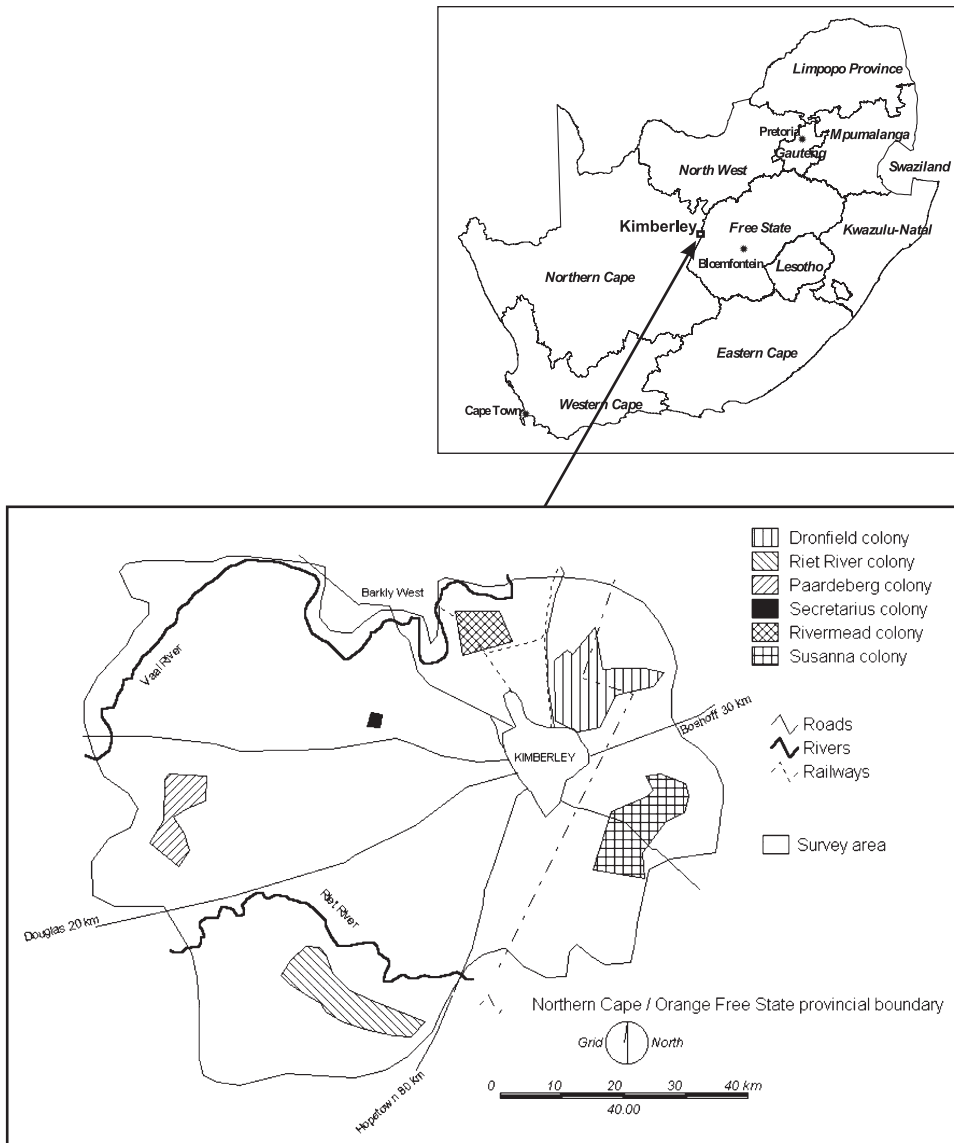 Limpopo Province
Pretoria
Mpumalanga
Gauteng
Swaziland
North West
Kimberley
Free State
Kwazulu-Natal
Bloemfontein
Lesotho
Northern Cape
Eastern Cape
Western Cape
Cape Town
Dronfield colony
Riet River colony
Paardeberg colony
Secretarius colony
Rivermead colony
Susanna colony
Barkly West
Vaal River
Boshoff 30 km
KIMBERLEY
Roads
Rivers
Railways
Survey area
Riet River
Douglas 20 km
Hopetown 80 km
Northern Cape / Orange Free State provincial boundary
Grid North
0 10 20 30 40 km
40.00